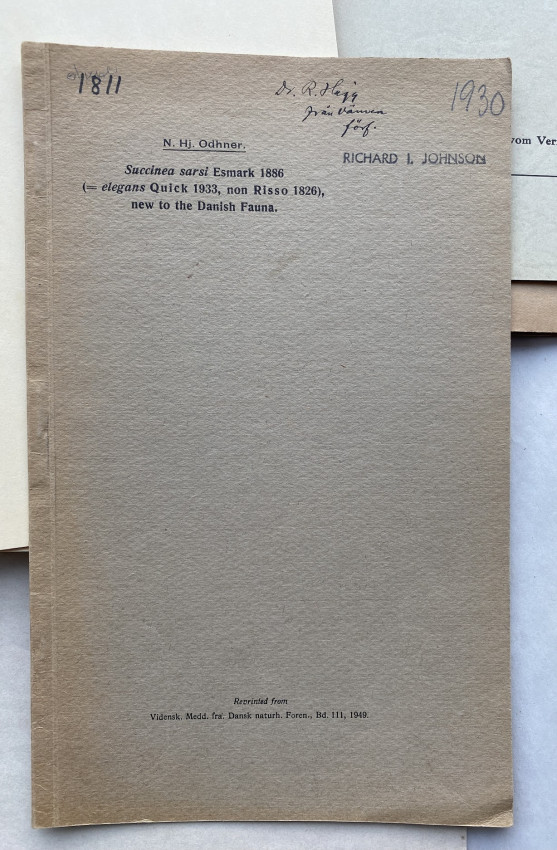 1811
Dr. R. Hägg
från vännen
förf.
1930
N. Hj. Odhner.
RICHARD I. JOHNSON
Succinea sarsi Esmark 1886
(= elegans Quick 1933, non Risso 1826),
new to the Danish Fauna.
vom Ver
Reprinted from
Vidensk. Medd. fra. Dansk naturh. Foren., Bd. 111, 1949.